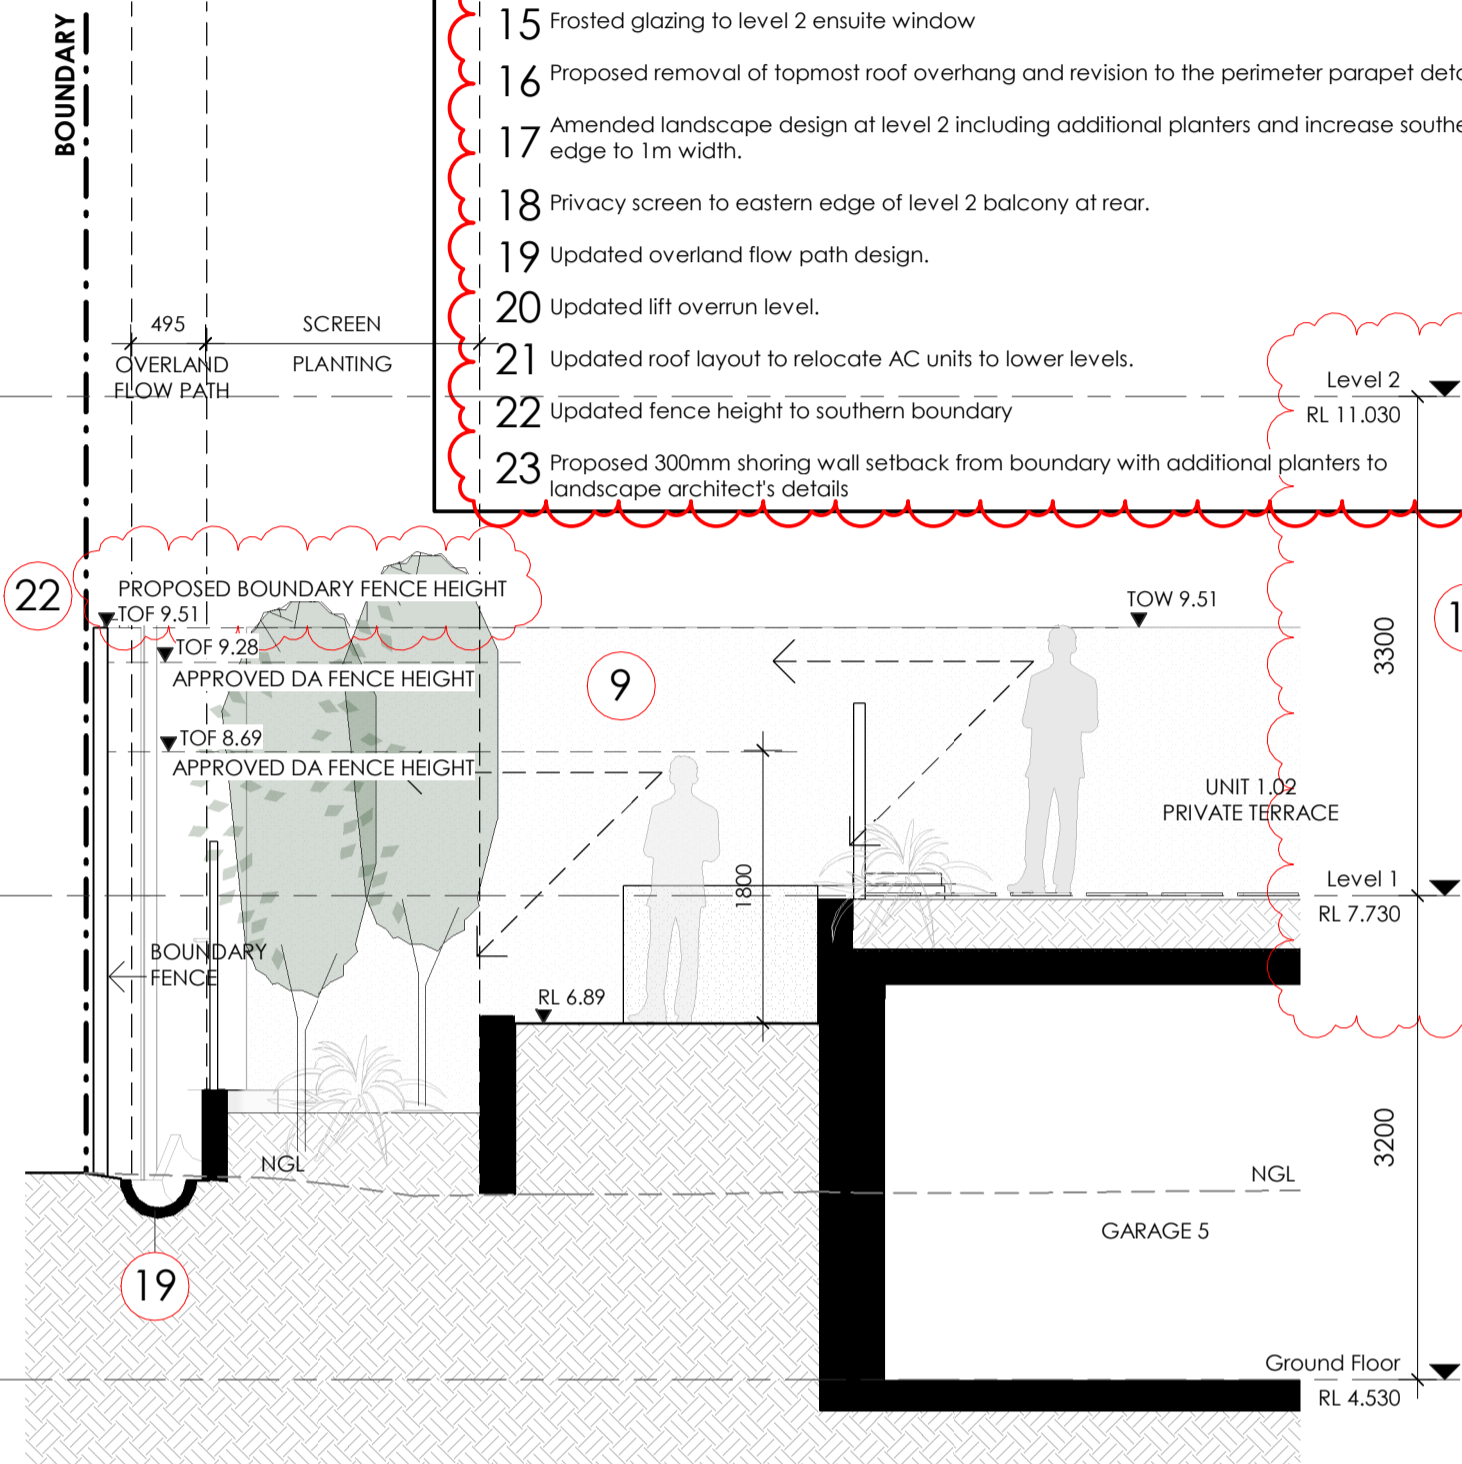 BOUNDARY
15 Frosted glazing to level 2 ensuite window
16 Proposed removal of topmost roof overhang and revision to the perimeter parapet
17 Amended landscape design at level 2 including additional planters and increase
edge to 1m width.
18 Privacy screen to eastern edge of level 2 balcony at rear.
19 Updated overland flow path design.
20 Updated lift overrun level.
21 Updated roof layout to relocate AC units to lower levels.
22 Updated fence height to southern boundary
23 Proposed 300mm shoring wall setback from boundary with additional planters to
landscape architect's details
495
OVERLAND
FLOW PATH
SCREEN
PLANTING
Level 2
RL 11.030
22
PROPOSED BOUNDARY FENCE HEIGHT
TOF 9.51
TOF 9.28
APPROVED DA FENCE HEIGHT
TOF 8.69
APPROVED DA FENCE HEIGHT
9
TOW 9.51
3300
UNIT 1.02
PRIVATE TERRACE
1800
Level 1
RL 7.730
BOUNDARY
FENCE
RL 6.89
3200
NGL
NGL
GARAGE 5
19
Ground Floor
RL 4.530